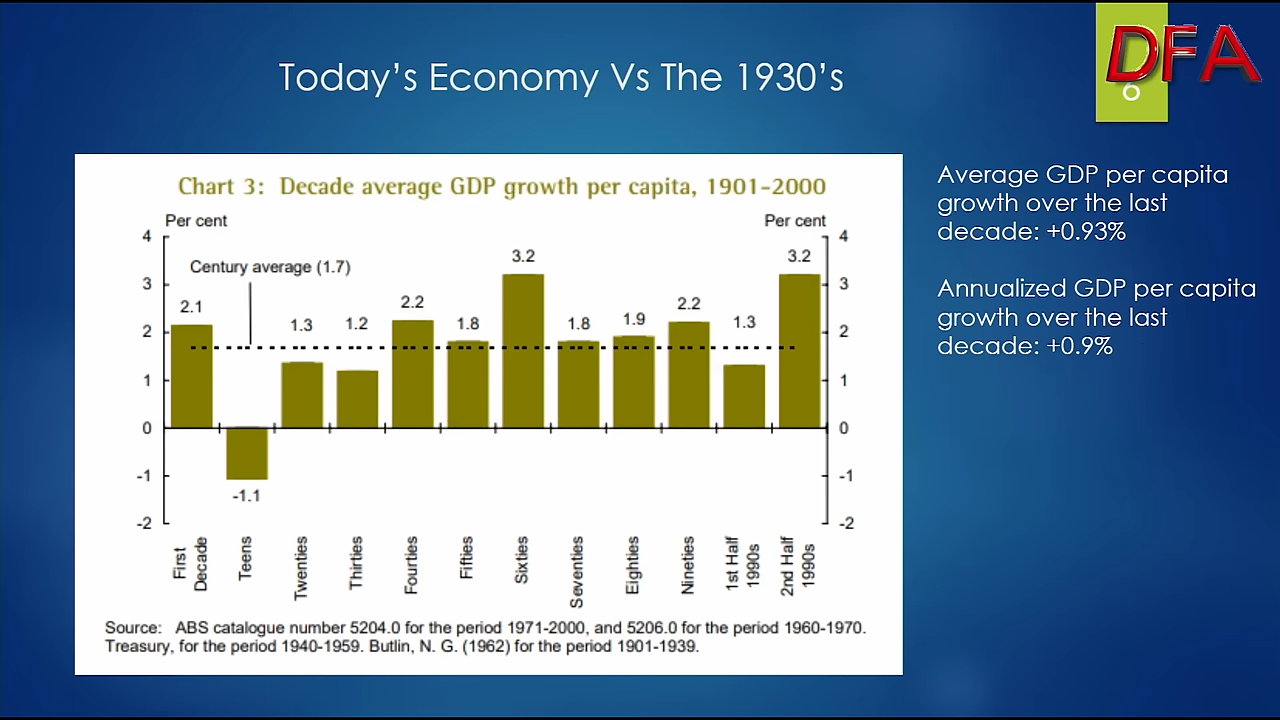 Today's Economy Vs The 1930's
DFA
Chart 3: Decade average GDP growth per capita, 1901-2000
Per cent
Per cent
4
3
2
1
0
-1
-2
4
3
2
1
0
-1
-2
Century average (1.7)
2.1
-1.1
1.3
1.2
2.2
1.8
3.2
1.8
1.9
2.2
1.3
3.2
First
Decade
Teens
Twenties
Thirties
Fourties
Fifties
Sixties
Seventies
Eighties
Nineties
1st Half
1990s
2nd Half
1990s
Source: ABS catalogue number 5204.0 for the period 1971-2000, and 5206.0 for the period 1960-1970.
Treasury, for the period 1940-1959. Butlin, N. G. (1962) for the period 1901-1939.
Average GDP per capita
growth over the last
decade: +0.93%
Annualized GDP per capita
growth over the last
decade: +0.9%